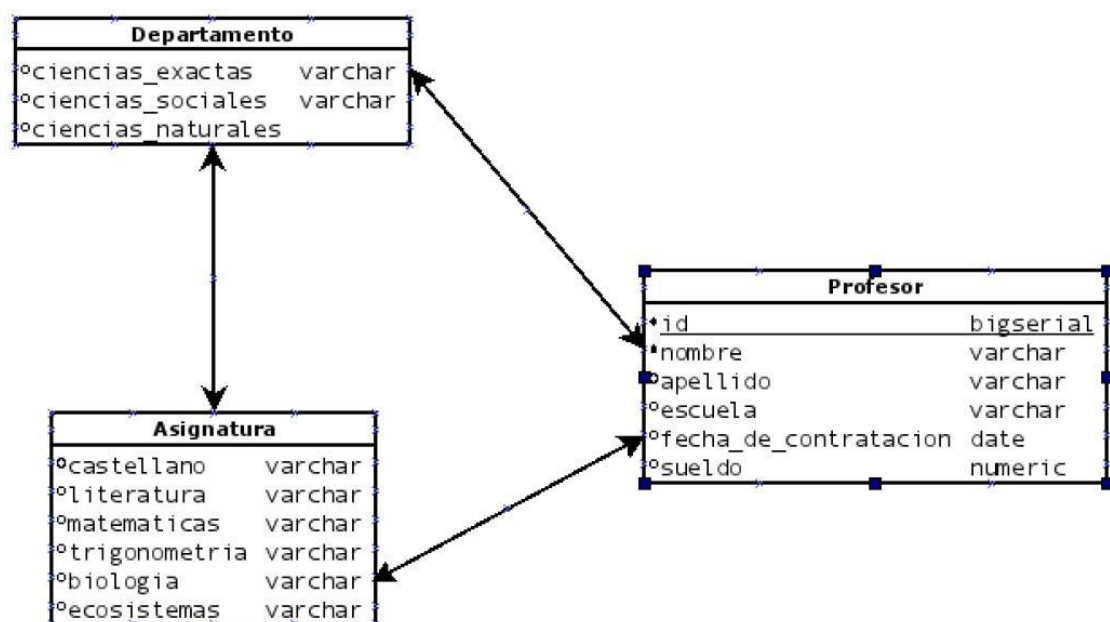 Departamento
ciencias_exactas varchar
ciencias_sociales varchar
ciencias_naturales
Profesor
id bigserial
nombre varchar
apellido varchar
escuela varchar
fecha_de_contratacion date
sueldo numeric
Asignatura
castellano varchar
literatura varchar
matematicas varchar
trigonometria varchar
biologia varchar
ecosistemas varchar